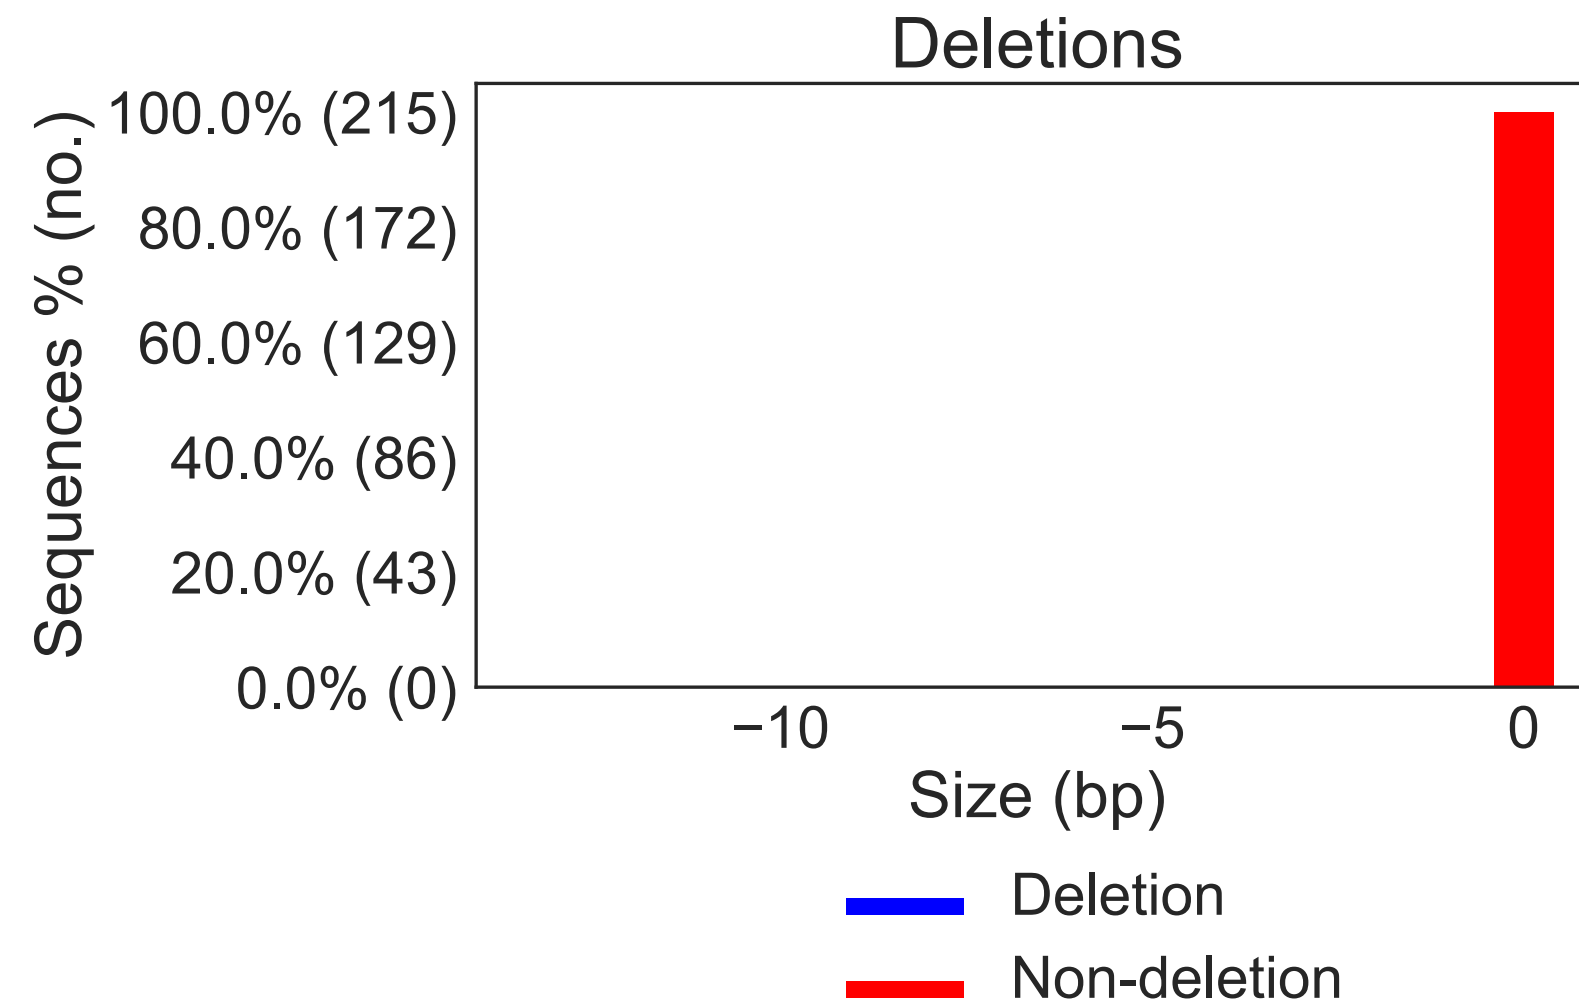 Deletions
Sequences % (no.)
100.0% (215)
80.0% (172)
60.0% (129)
40.0% (86)
20.0% (43)
0.0% (0)
−10 −5 0
Size (bp)
Deletion
Non-deletion